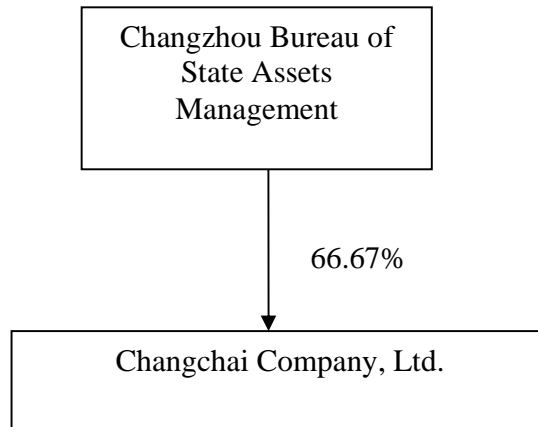 Changzhou Bureau of
State Assets
Management
66.67%
Changchai Company, Ltd.